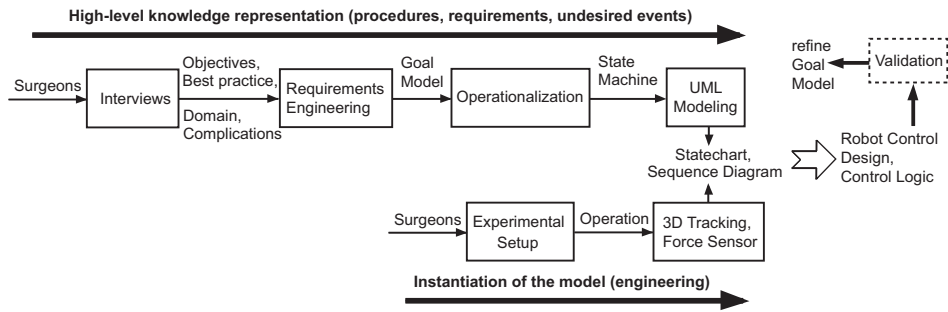 High-level knowledge representation (procedures, requirements, undesired events)
Surgeons
Interviews
Objectives,
Best practice,
Domain,
Complications
Requirements
Engineering
Goal
Model
Operationalization
State
Machine
UML
Modeling
Statechart,
Sequence Diagram
Surgeons
Experimental
Setup
Operation
3D Tracking,
Force Sensor
Instantiation of the model (engineering)
Robot Control
Design,
Control Logic
Validation
refine
Goal
Model